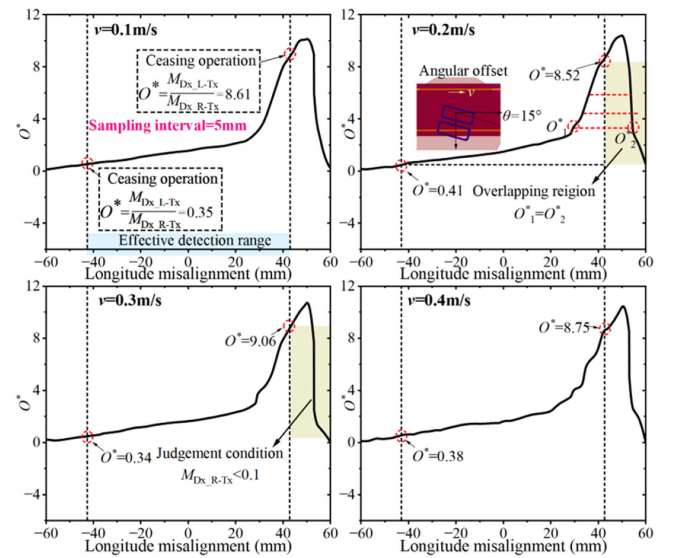 v=0.1m/s
Ceasing operation
O*=M_Dx_L-Tx/M_Dx_R-Tx=8.61
Sampling interval=5mm
Ceasing operation
O*=M_Dx_L-Tx/M_Dx_R-Tx=0.35
Effective detection range
O*
12
8
4
0
−4
−60 −40 −20 0 20 40 60
Longitude misalignment (mm)
v=0.2m/s
Angular offset
v
θ=15°
O*=8.52
O*1
O*2
O*=0.41
Overlapping reigion
O*1=O*2
O*
12
8
4
0
−4
−60 −40 −20 0 20 40 60
Longitude misalignment (mm)
v=0.3m/s
O*=9.06
O*=0.34
Judgement condition
M_Dx_R-Tx<0.1
O*
12
8
4
0
−4
−60 −40 −20 0 20 40 60
Longitude misalignment (mm)
v=0.4m/s
O*=8.75
O*=0.38
O*
12
8
4
0
−4
−60 −40 −20 0 20 40 60
Longitude misalignment (mm)